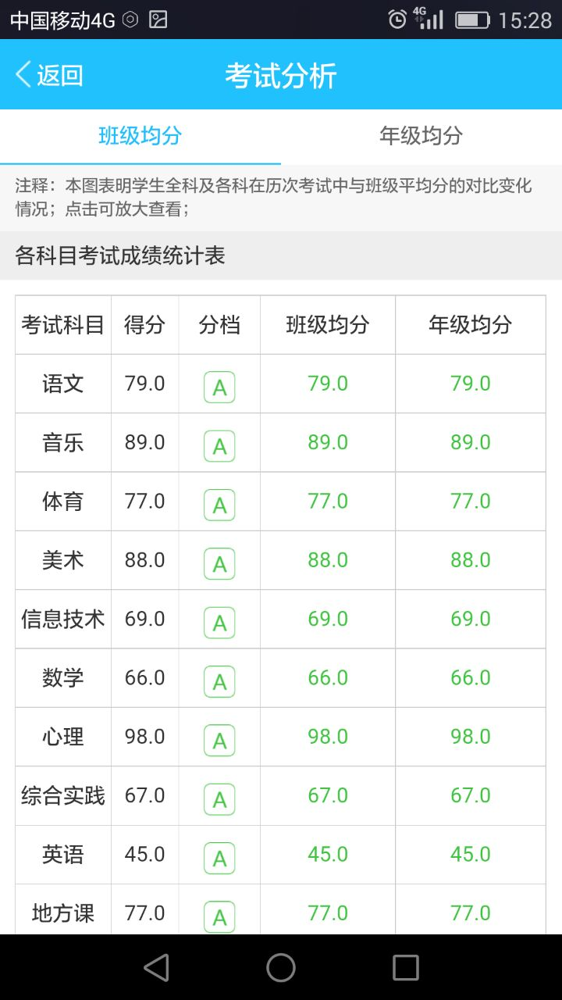 中国移动4G 4G 15:28
返回 考试分析
班级均分 年级均分
注释：本图表明学生全科及各科在历次考试中与班级平均分的对比变化
情况；点击可放大查看；
各科目考试成绩统计表
考试科目 得分 分档 班级均分 年级均分
语文 79.0 A 79.0 79.0
音乐 89.0 A 89.0 89.0
体育 77.0 A 77.0 77.0
美术 88.0 A 88.0 88.0
信息技术 69.0 A 69.0 69.0
数学 66.0 A 66.0 66.0
心理 98.0 A 98.0 98.0
综合实践 67.0 A 67.0 67.0
英语 45.0 A 45.0 45.0
地方课 77.0 A 77.0 77.0